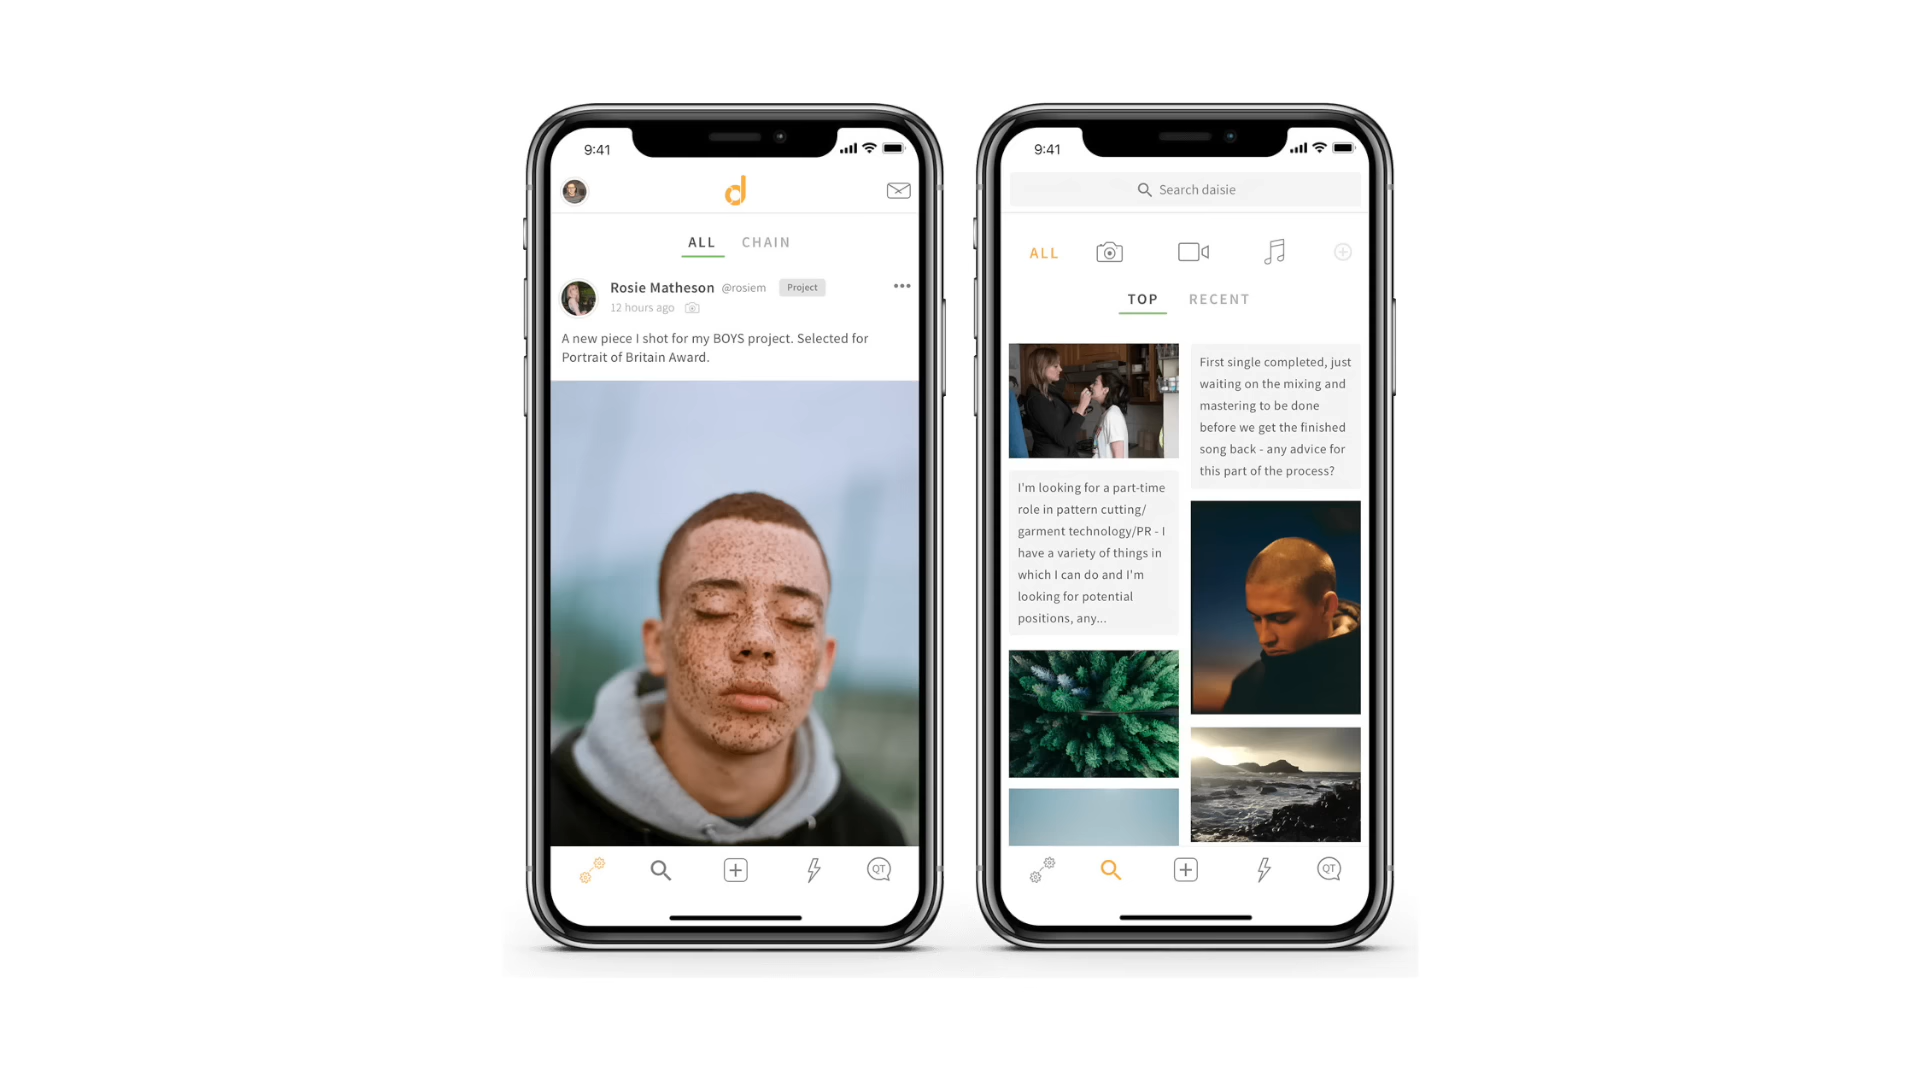 9:41
d
ALL CHAIN
Rosie Matheson @rosiem Project
12 hours ago
A new piece I shot for my BOYS project. Selected for
Portrait of Britain Award.
QT
9:41
Search daisie
ALL
TOP RECENT
First single completed, just
waiting on the mixing and
mastering to be done
before we get the finished
song back - any advice for
this part of the process?
I'm looking for a part-time
role in pattern cutting/
garment technology/PR - I
have a variety of things in
which I can do and I'm
looking for potential
positions, any...
QT